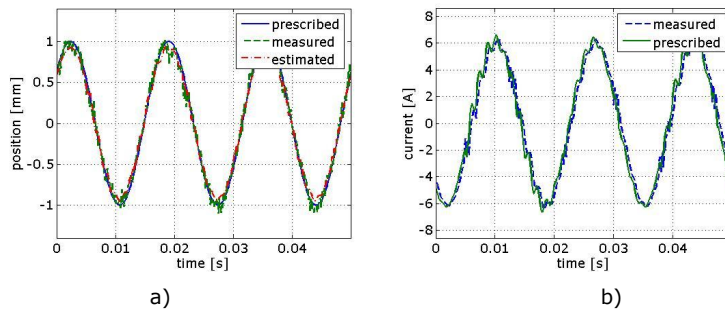 prescribed
measured
estimated
position [mm]
1
0.5
0
-0.5
-1
0 0.01 0.02 0.03 0.04
time [s]
a)
measured
prescribed
current [A]
8
6
4
2
0
-2
-4
-6
-8
0 0.01 0.02 0.03 0.04
time [s]
b)